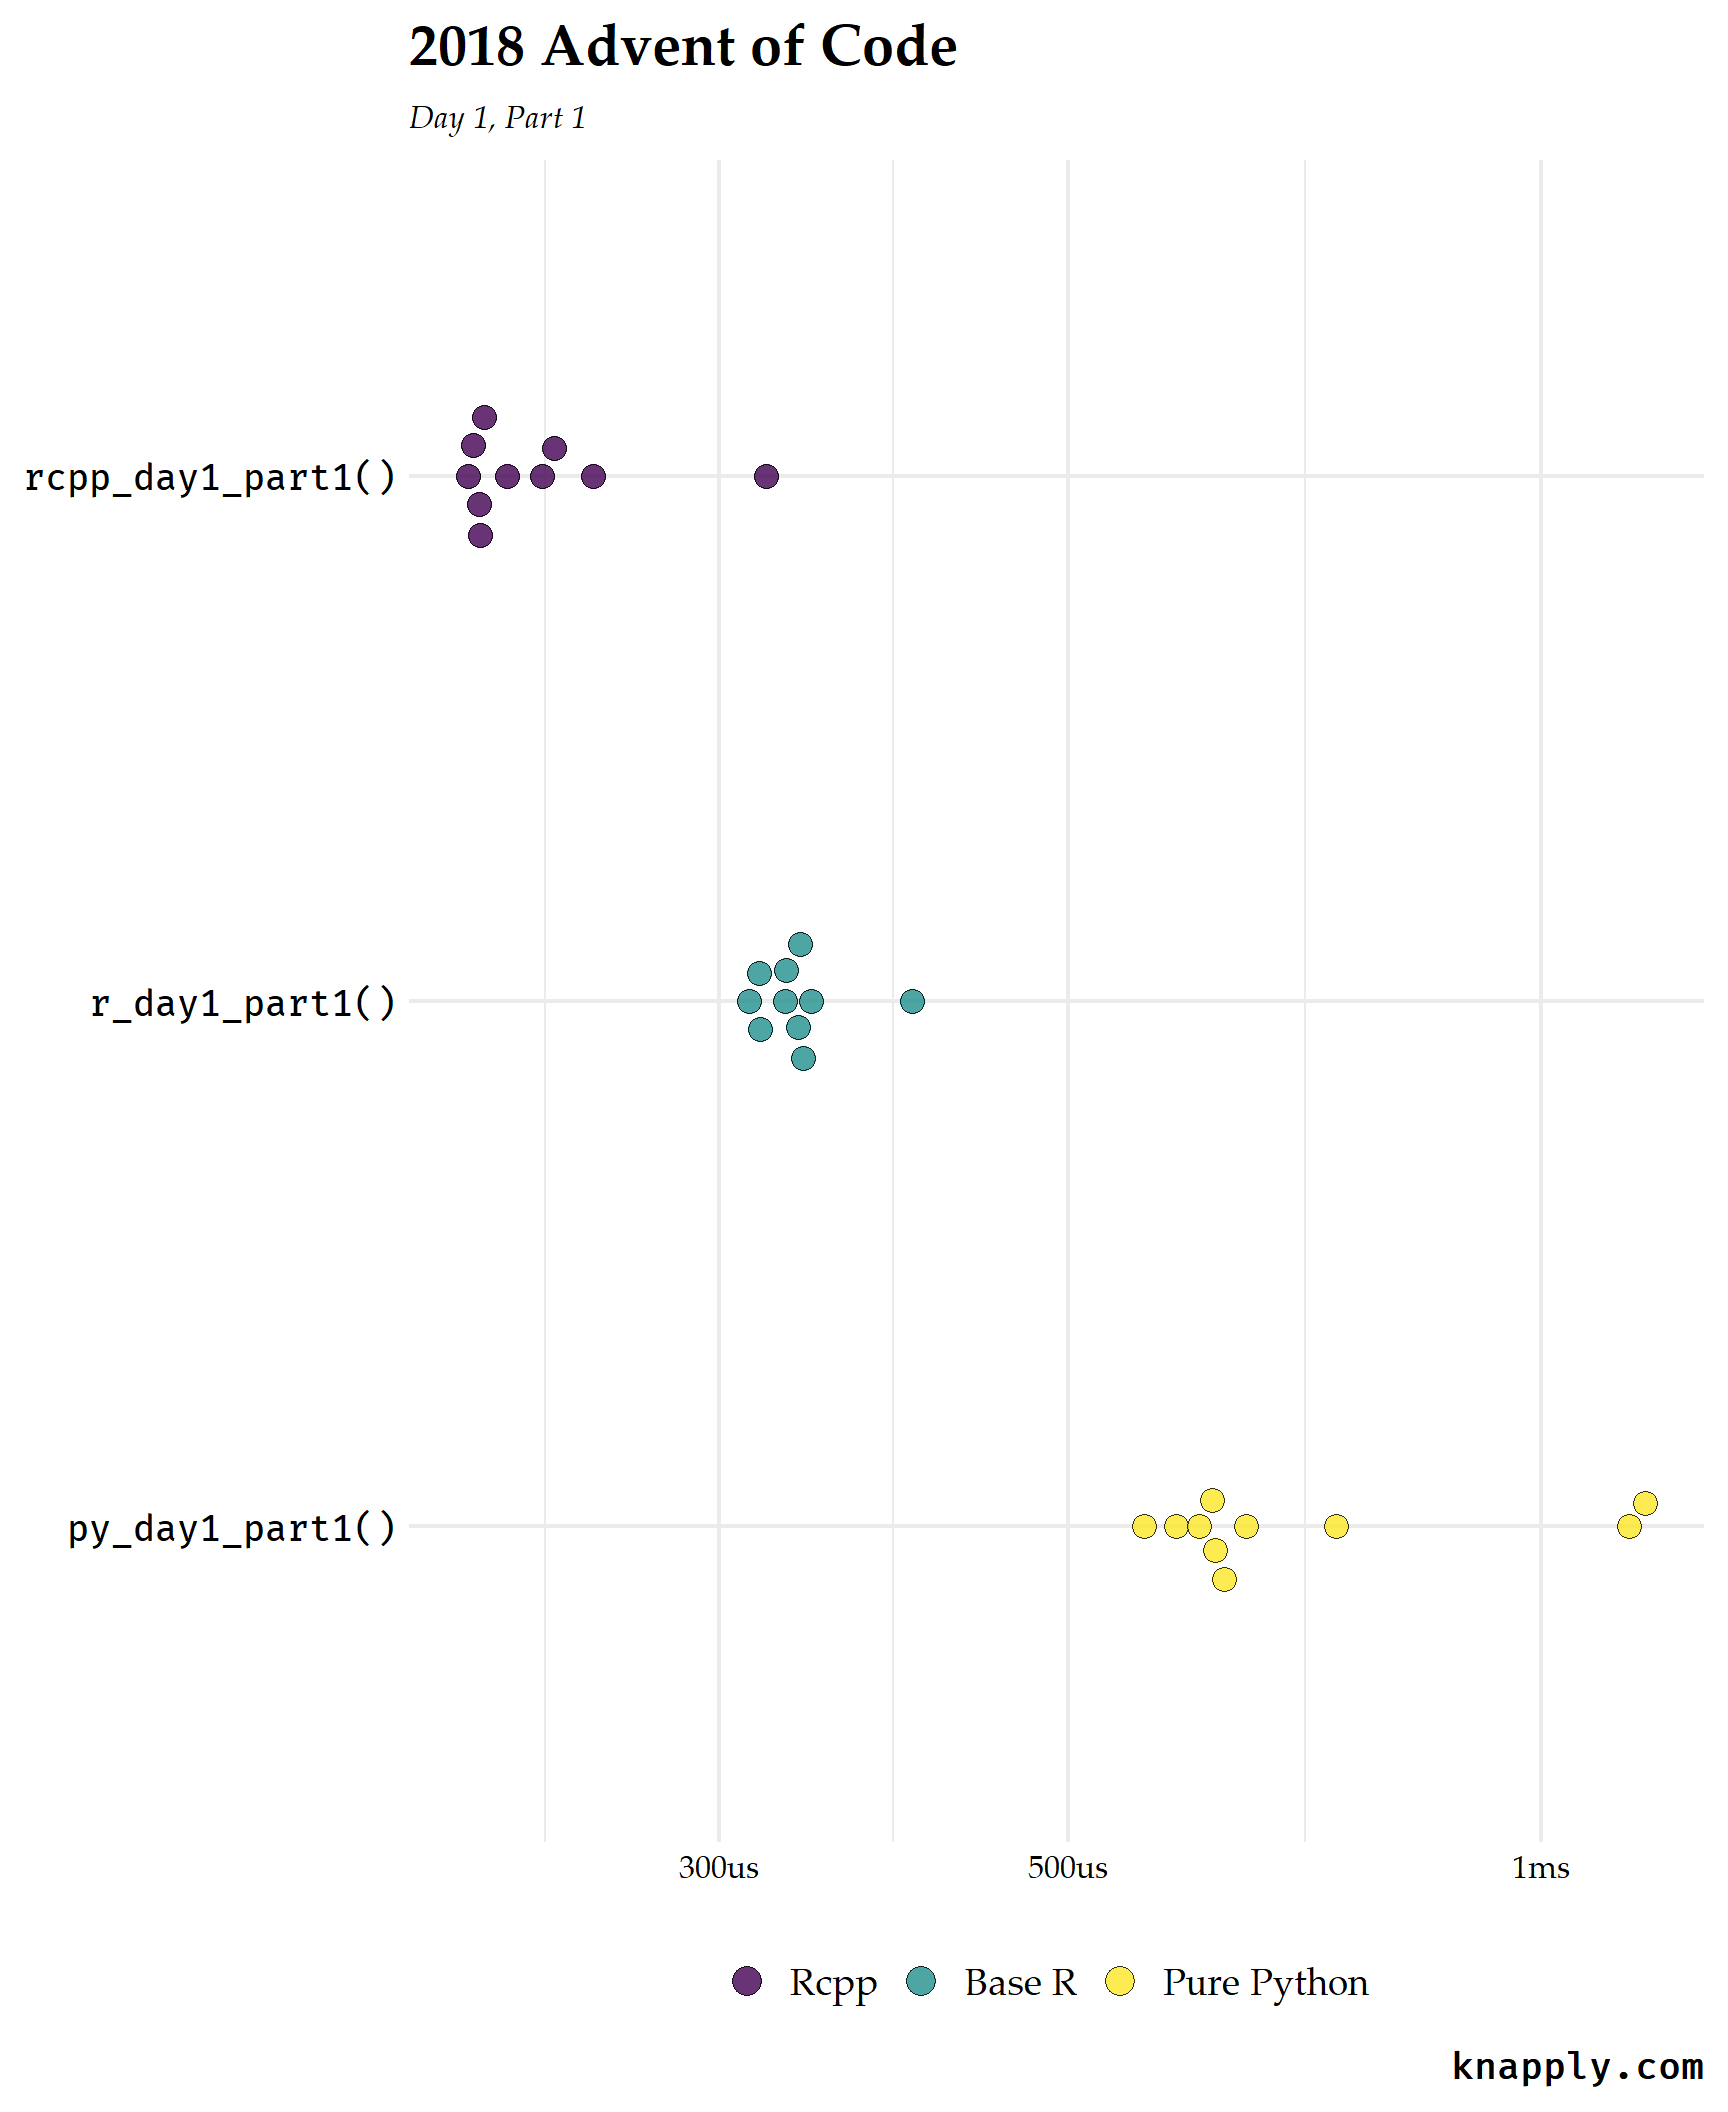 2018 Advent of Code
Day 1, Part 1
rcpp_day1_part1()
r_day1_part1()
py_day1_part1()
300us 500us 1ms
Rcpp Base R Pure Python
knapply.com